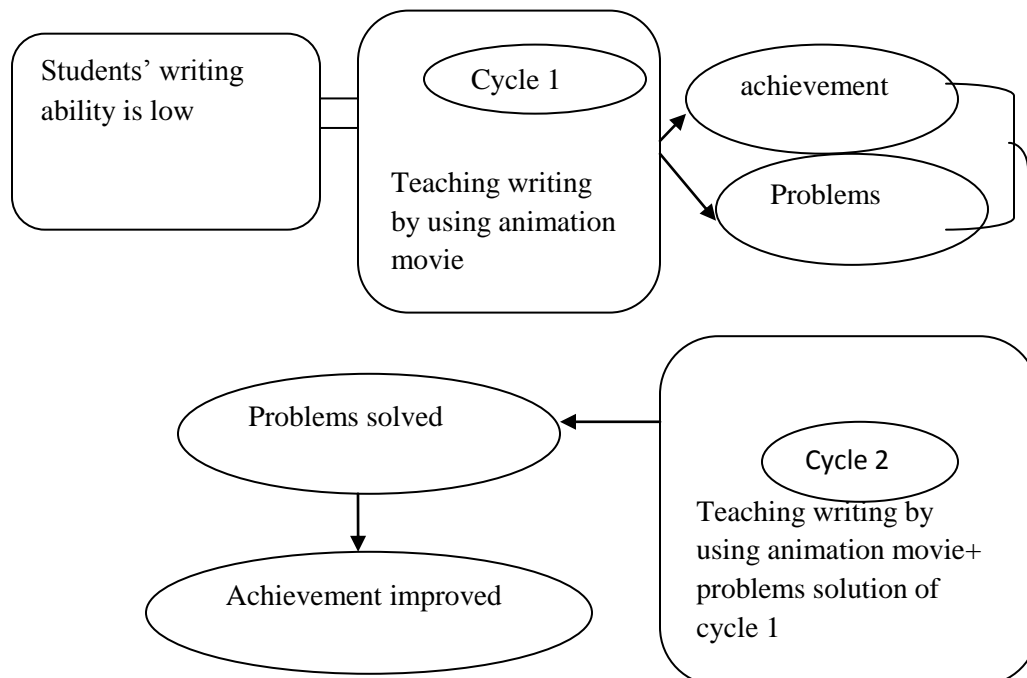 Students’ writing
ability is low
Cycle 1
Teaching writing
by using animation
movie
achievement
Problems
Problems solved
Achievement improved
Cycle 2
Teaching writing by
using animation movie+
problems solution of
cycle 1